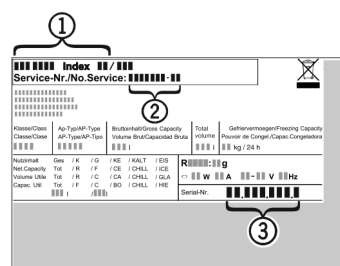 1
Index /
Service-Nr./No.Service: -
2
Klasse/Class Ap-Typ/AP-Type Bruttoinhalt/Gross Capacity Total Gefriervermoegen/Freezing Capacity
Classe/Clase AP-Type/AP-Tipo Volume Brut/Capacidad Bruta volume Pouvoir de Congel./Capac.Congeladora
l l kg / 24 h
Nutzinhalt Ges / K / G / KE / KALT / EIS
Net.Capacity Tot / R / F / CE / CHILL / ICE
Volume Utile Tot / R / C / CA / CHILL / GLA
Capac. Util Tot / F / C / BO / CHILL / HIE
l / l
R : g
W A - V Hz
Serial-Nr. . . .
3